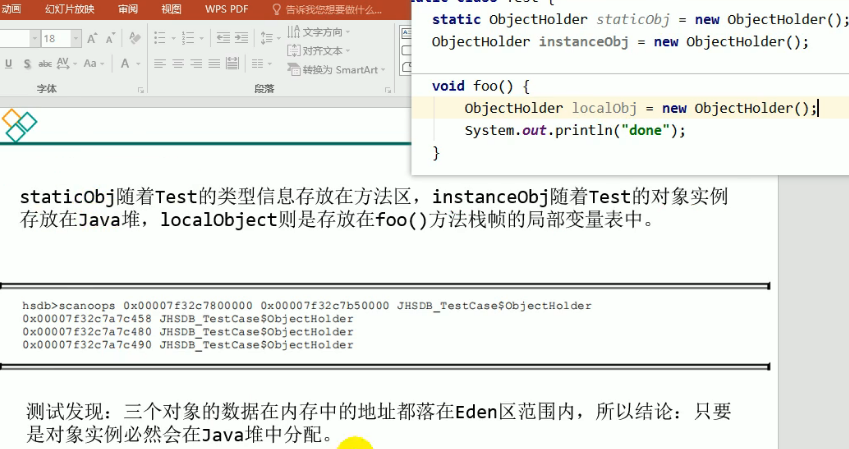 动画 幻灯片放映 审阅 视图 WPS PDF 告诉我您想要做什么...
18 A A
U S abc AV Aa A
文字方向
对齐文本
转换为 SmartArt
字体 段落
static ObjectHolder staticObj = new ObjectHolder();
ObjectHolder instanceObj = new ObjectHolder();
void foo() {
ObjectHolder localObj = new ObjectHolder();
System.out.println("done");
}
staticObj随着Test的类型信息存放在方法区，instanceObj随着Test的对象实例
存放在Java堆，localObject则是存放在foo()方法栈帧的局部变量表中。
hsdb>scanoops 0x00007f32c7800000 0x00007f32c7b50000 JHSDB_TestCase$ObjectHolder
0x00007f32c7a7c458 JHSDB_TestCase$ObjectHolder
0x00007f32c7a7c480 JHSDB_TestCase$ObjectHolder
0x00007f32c7a7c490 JHSDB_TestCase$ObjectHolder
测试发现：三个对象的数据在内存中的地址都落在Eden区范围内，所以结论：只要
是对象实例必然会在Java堆中分配。